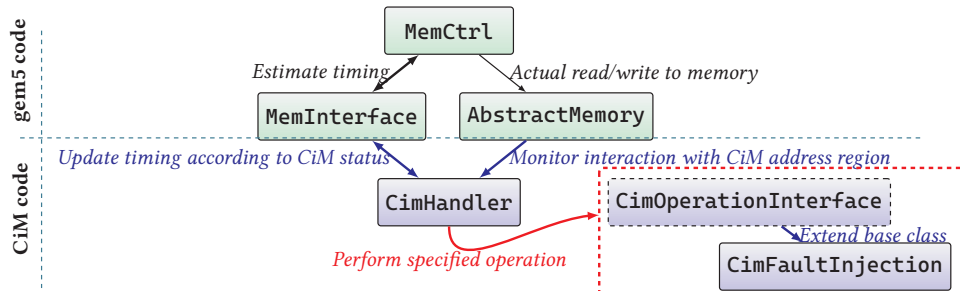 gem5 code
MemCtrl
Estimate timing
Actual read/write to memory
MemInterface
AbstractMemory
CiM code
Update timing according to CiM status
Monitor interaction with CiM address region
CimHandler
CimOperationInterface
Perform specified operation
Extend base class
CimFaultInjection